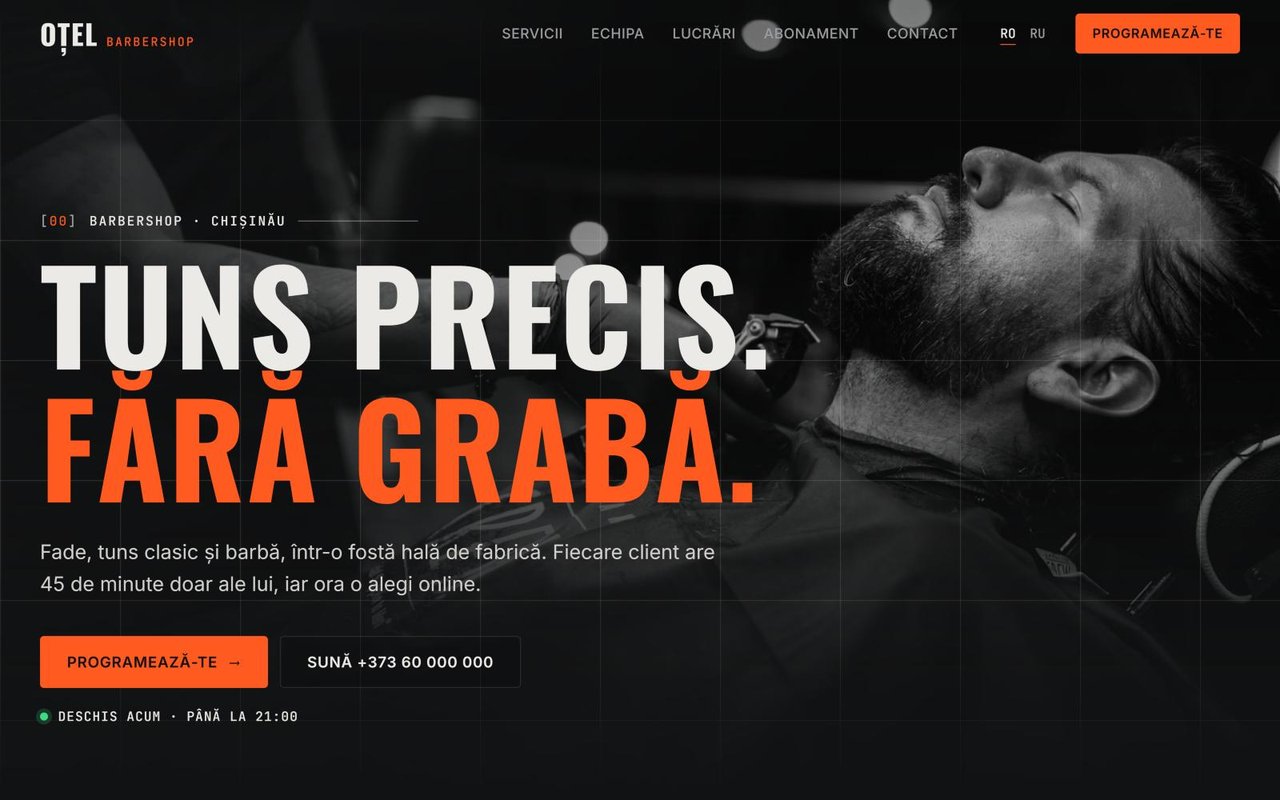 OȚEL BARBERSHOP
SERVICII ECHIPA LUCRĂRI ABONAMENT CONTACT RO RU PROGRAMEAZĂ-TE
[00] BARBERSHOP · CHIȘINĂU
TUNS PRECIS.
FĂRĂ GRABĂ.
Fade, tuns clasic și barbă, într-o fostă hală de fabrică. Fiecare client are
45 de minute doar ale lui, iar ora o alegi online.
PROGRAMEAZĂ-TE → SUNĂ +373 60 000 000
DESCHIS ACUM · PÂNĂ LA 21:00